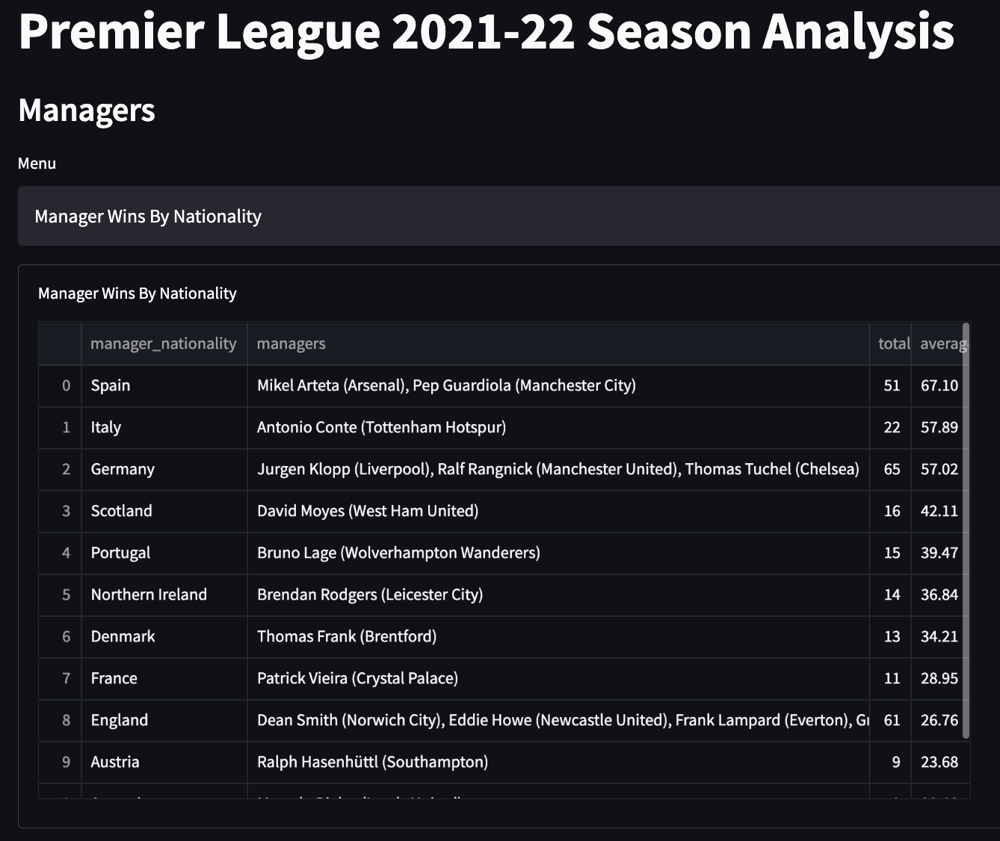 Premier League 2021-22 Season Analysis
Managers
Menu
Manager Wins By Nationality
Manager Wins By Nationality
manager_nationality managers total averag
0 Spain Mikel Arteta (Arsenal), Pep Guardiola (Manchester City) 51 67.10
1 Italy Antonio Conte (Tottenham Hotspur) 22 57.89
2 Germany Jurgen Klopp (Liverpool), Ralf Rangnick (Manchester United), Thomas Tuchel (Chelsea) 65 57.02
3 Scotland David Moyes (West Ham United) 16 42.11
4 Portugal Bruno Lage (Wolverhampton Wanderers) 15 39.47
5 Northern Ireland Brendan Rodgers (Leicester City) 14 36.84
6 Denmark Thomas Frank (Brentford) 13 34.21
7 France Patrick Vieira (Crystal Palace) 11 28.95
8 England Dean Smith (Norwich City), Eddie Howe (Newcastle United), Frank Lampard (Everton), Gr 61 26.76
9 Austria Ralph Hasenhüttl (Southampton) 9 23.68